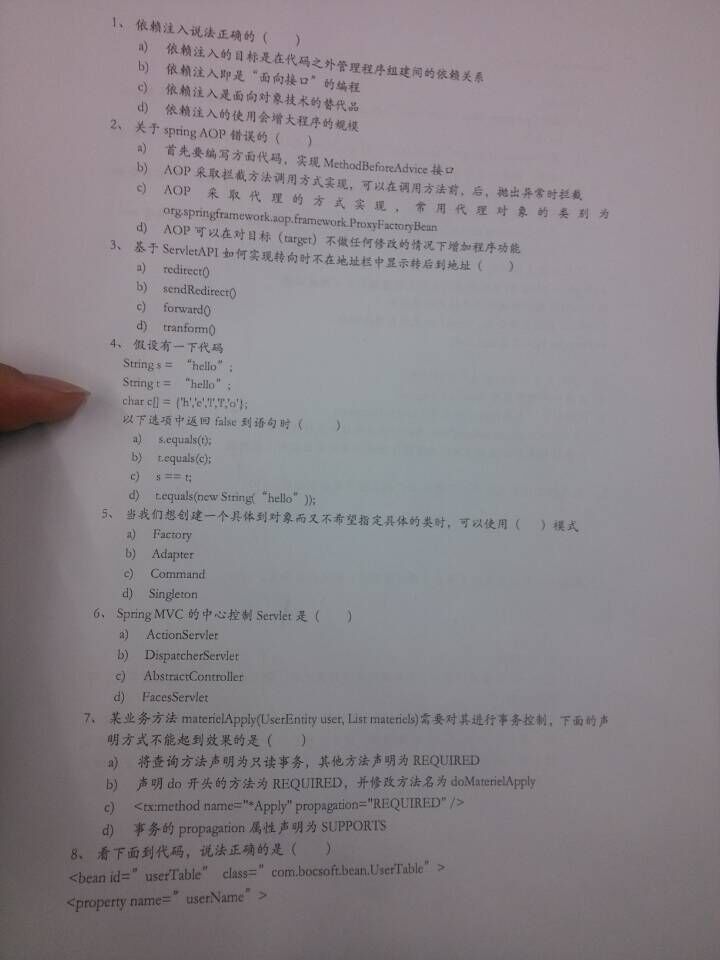 1、 依赖注入说法正确的（ ）
a) 依赖注入的目标是在代码之外管理程序组建间的依赖关系
b) 依赖注入即是“面向接口”的编程
c) 依赖注入是面向对象技术的替代品
d) 依赖注入的使用会增大程序的规模
2、 关于 spring AOP 错误的（ ）
a) 首先要编写方面代码，实现 MethodBeforeAdvice 接口
b) AOP 采取拦截方法调用方式实现，可以在调用方法前，后，抛出异常时拦截
c) AOP 采取代理的方式实现，常用代理对象的类别为
org.springframework.aop.framework.ProxyFactoryBean
d) AOP 可以在对目标（target）不做任何修改的情况下增加程序功能
3、 基于 ServletAPI 如何实现转向时不在地址栏中显示转后到地址（ ）
a) redirect()
b) sendRedirect()
c) forward()
d) tranform()
4、 假设有一下代码
String s = “hello”;
String t = “hello”;
char c[] = {'h','e','l','l','o'};
以下选项中返回 false 到语句时（ ）
a) s.equals(t);
b) t.equals(c);
c) s == t;
d) t.equals(new String(“hello”));
5、 当我们想创建一个具体到对象而又不希望指定具体的类时，可以使用（ ）模式
a) Factory
b) Adapter
c) Command
d) Singleton
6、 Spring MVC 的中心控制 Servlet 是（ ）
a) ActionServlet
b) DispatcherServlet
c) AbstractController
d) FacesServlet
7、 某业务方法 materielApply(UserEntity user, List materiels)需要对其进行事务控制，下面的声
明方式不能起到效果的是（ ）
a) 将查询方法声明为只读事务，其他方法声明为 REQUIRED
b) 声明 do 开头的方法为 REQUIRED，并修改方法名为 doMaterielApply
c) <tx:method name="*Apply" propagation="REQUIRED" />
d) 事务的 propagation 属性声明为 SUPPORTS
8、 看下面到代码，说法正确的是（ ）
<bean id=”userTable” class=”com.bocsoft.bean.UserTable”>
<property name=”userName”>